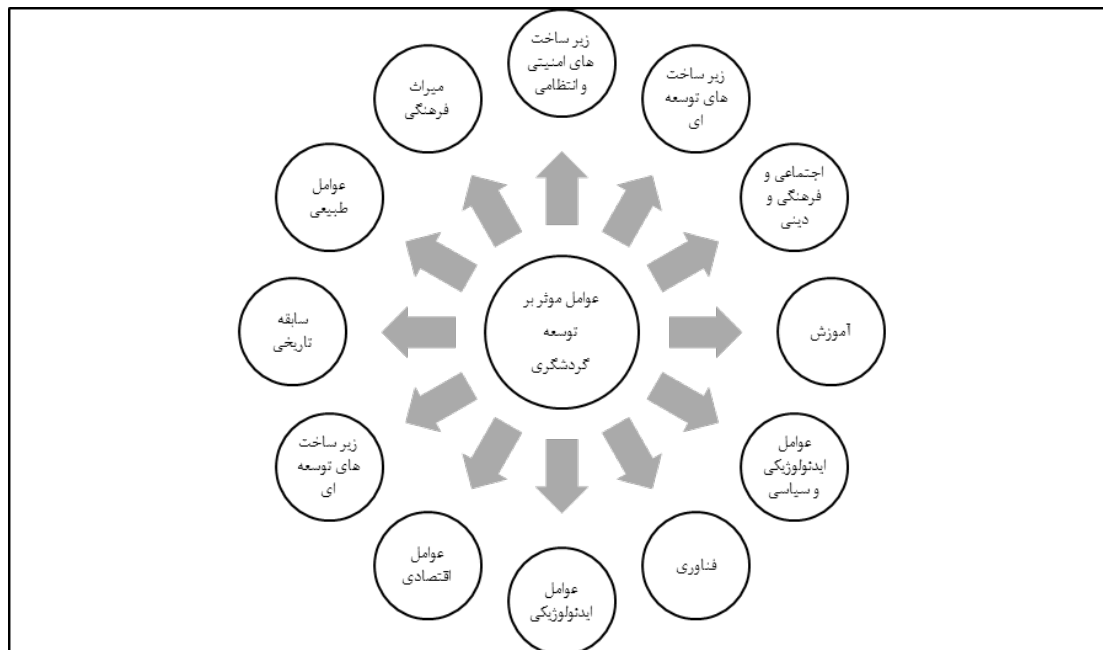 زیر ساخت
های امنیتی
و انتظامی
زیر ساخت
های توسعه
ای
اجتماعی و
فرهنگی و
دینی
آموزش
عوامل
ایدئولوژیکی
و سیاسی
فناوری
عوامل
ایدئولوژیکی
عوامل
اقتصادی
زیر ساخت
های توسعه
ای
سابقه
تاریخی
عوامل
طبیعی
میراث
فرهنگی
عوامل موثر بر
توسعه
گردشگری